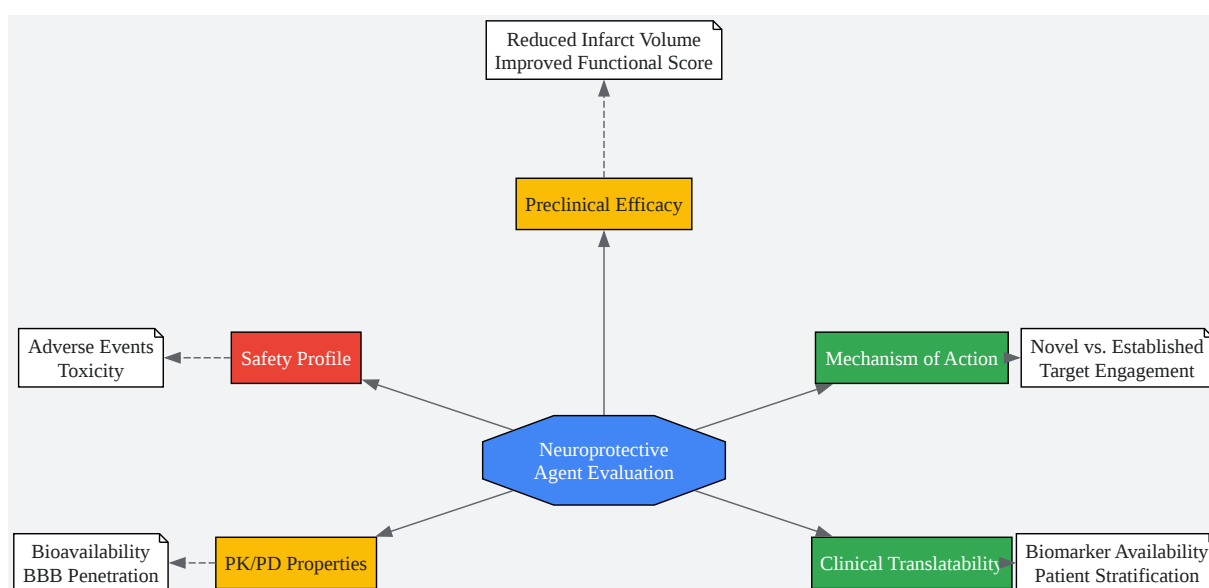 Reduced Infarct Volume
Improved Functional Score
Preclinical Efficacy
Adverse Events
Toxicity
Safety Profile
Mechanism of Action
Novel vs. Established
Target Engagement
Neuroprotective
Agent Evaluation
Bioavailability
BBB Penetration
PK/PD Properties
Clinical Translatability
Biomarker Availability
Patient Stratification